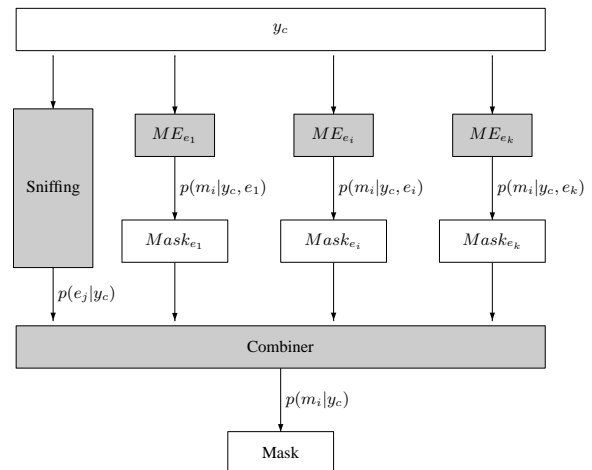 y_c
ME_{e_1} ME_{e_i} ME_{e_k}
Sniffing
p(m_i|y_c, e_1) p(m_i|y_c, e_i) p(m_i|y_c, e_k)
Mask_{e_1} Mask_{e_i} Mask_{e_k}
p(e_j|y_c)
Combiner
p(m_i|y_c)
Mask